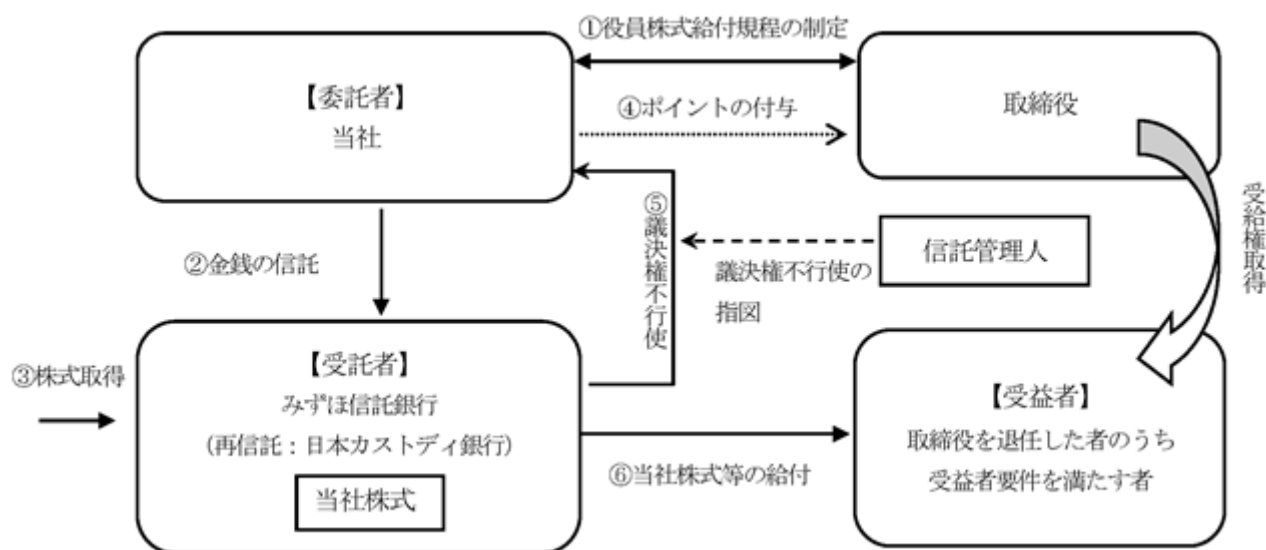 ①役員株式給付規程の制定
【委託者】
当社
④ポイントの付与
取締役
②金銭の信託
⑤議決権不行使
議決権不行使の
指図
信託管理人
受給権取得
③株式取得
【受託者】
みずほ信託銀行
(再信託:日本カストディ銀行)
当社株式
⑥当社株式等の給付
【受益者】
取締役を退任した者のうち
受益者要件を満たす者